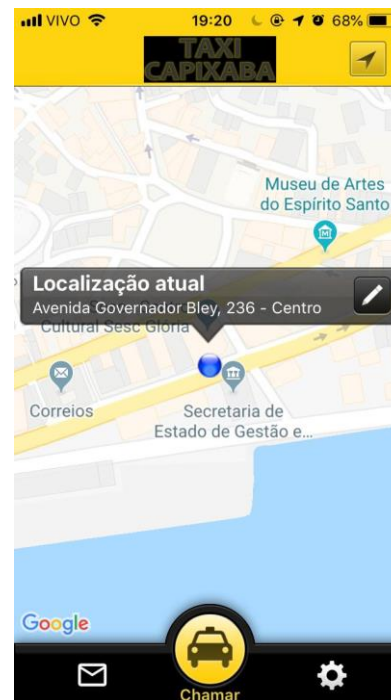 VIVO 19:20 68%
TAXI
CAPIXABA
Museu de Artes
do Espírito Santo
Localização atual
Avenida Governador Bley, 236 - Centro
Cultural Sesc Glória
Correios
Secretaria de
Estado de Gestão e...
Google
Chamar